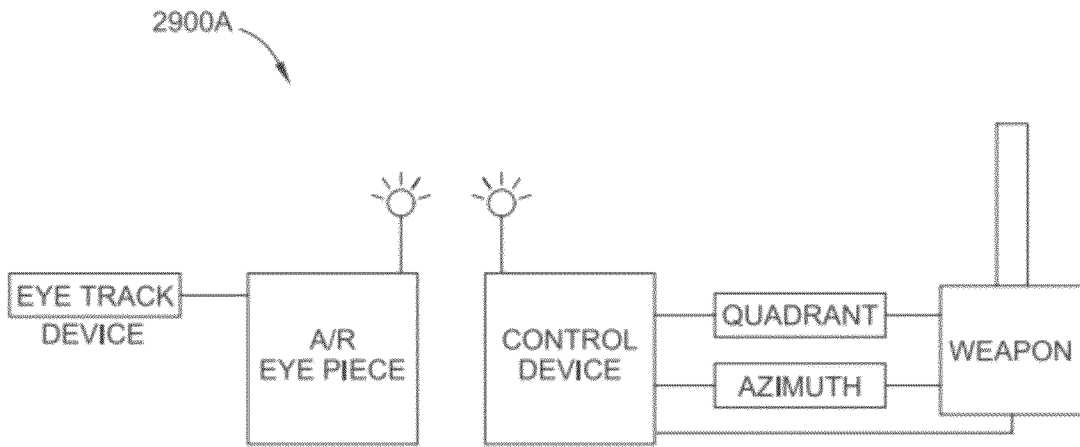 2900A
EYE TRACK
DEVICE
A/R
EYE PIECE
CONTROL
DEVICE
QUADRANT
AZIMUTH
WEAPON